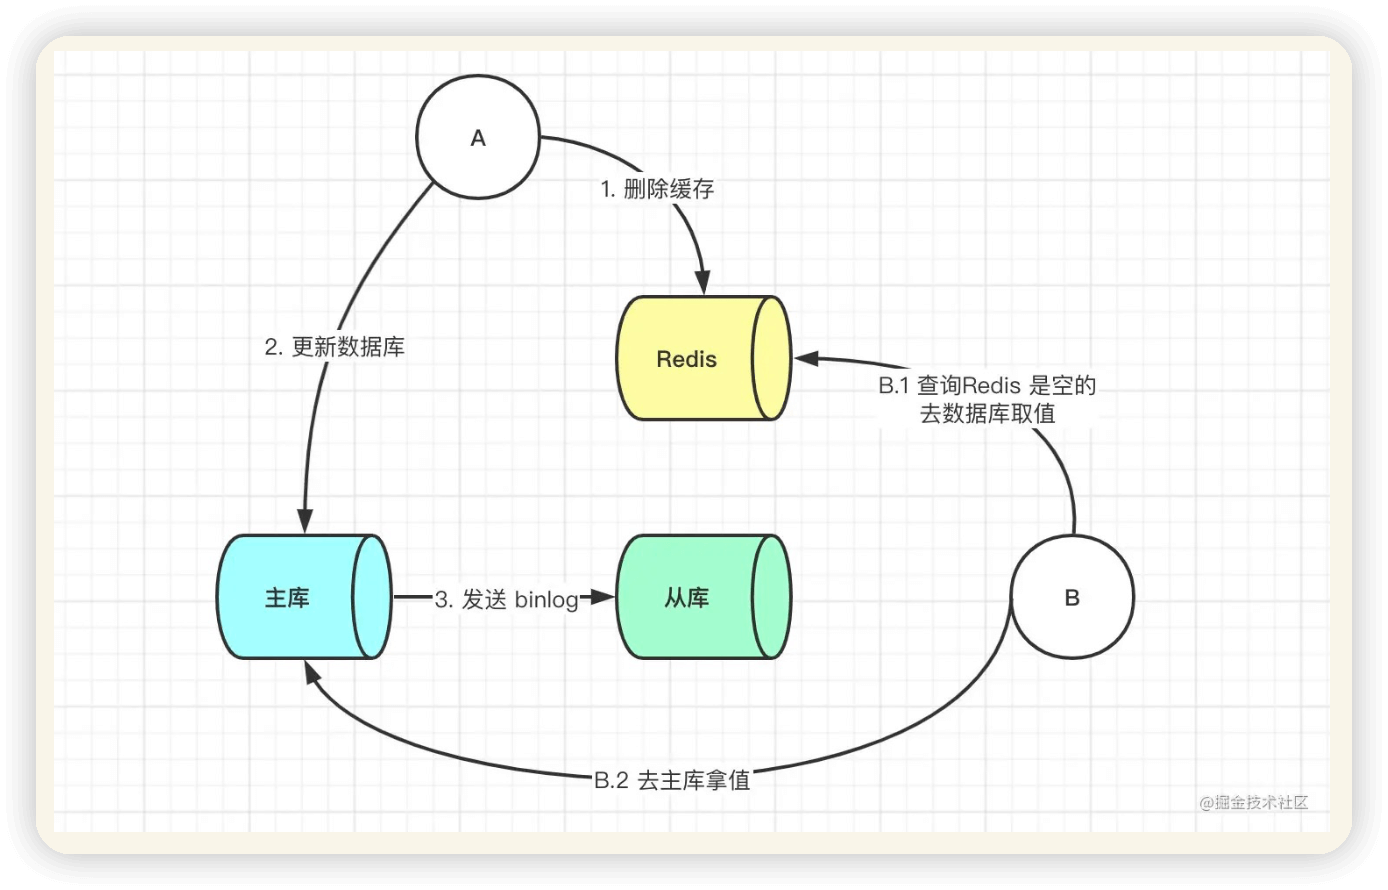 A
1. 删除缓存
2. 更新数据库
Redis
B.1 查询Redis 是空的
去数据库取值
主库
3. 发送 binlog
从库
B
B.2 去主库拿值
@掘金技术社区